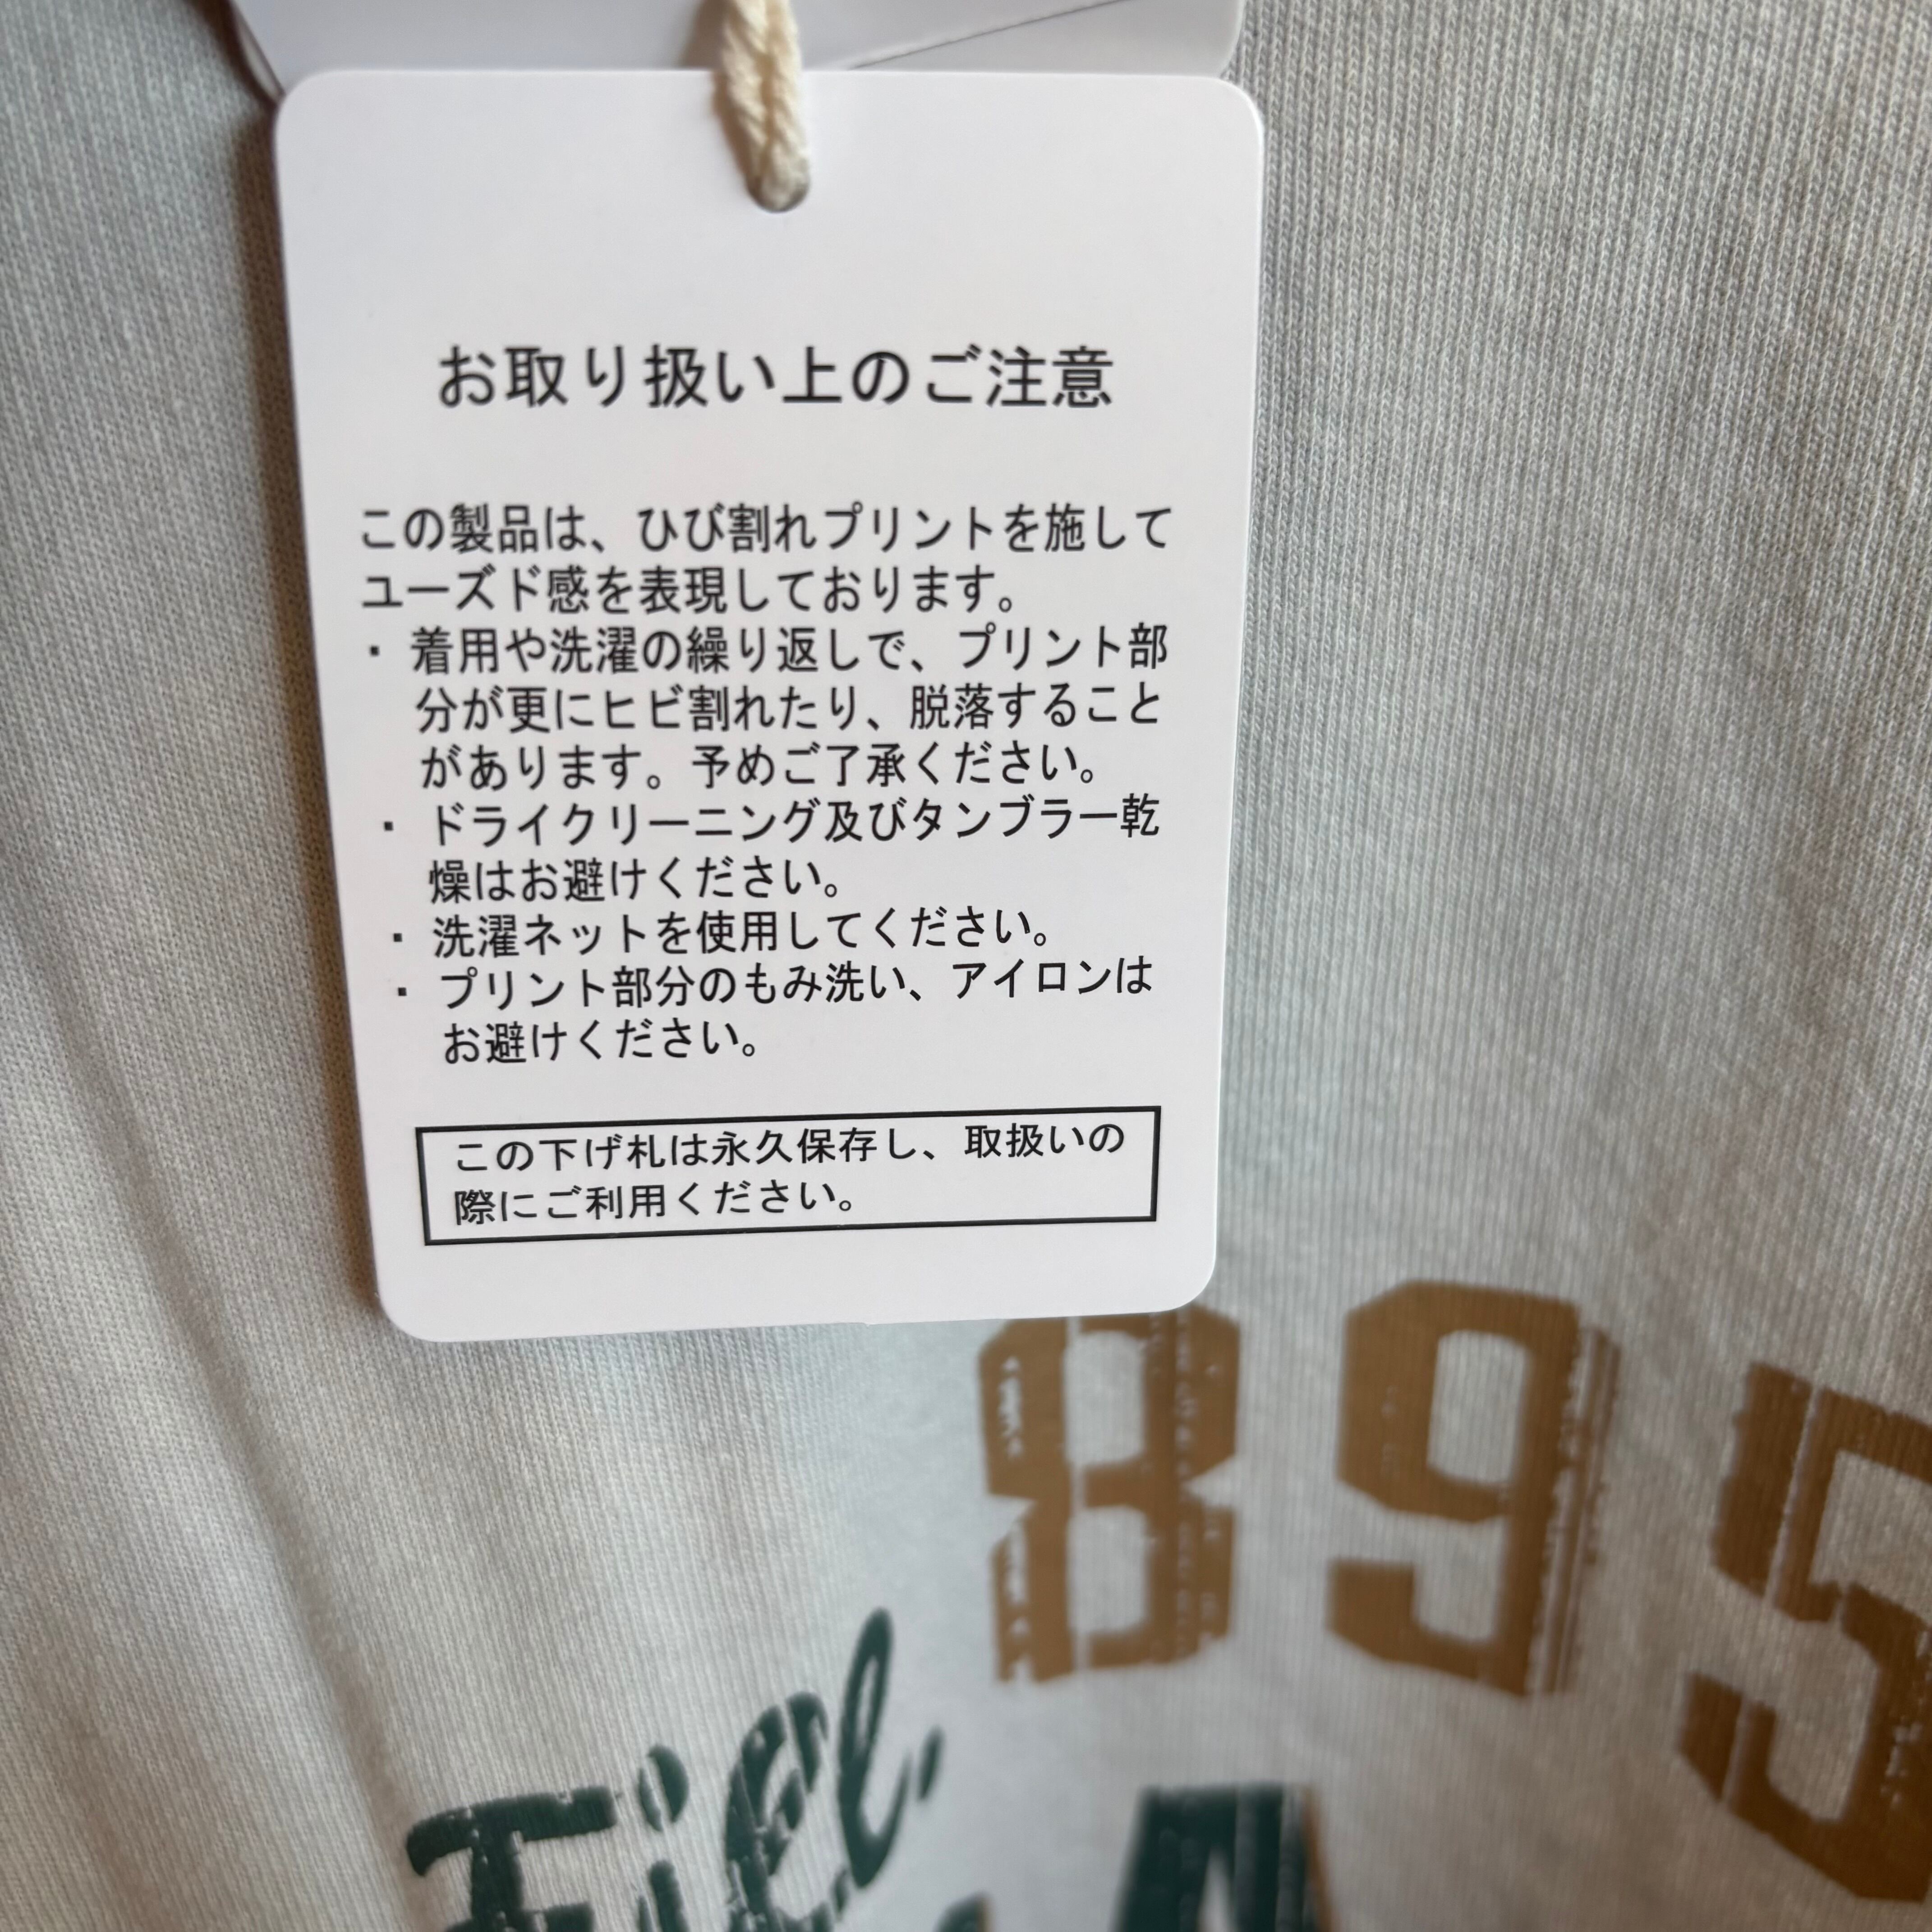 お取り扱い上のご注意
この製品は、ひび割れプリントを施して
ユーズド感を表現しております。
・着用や洗濯の繰り返しで、プリント部
分が更にヒビ割れたり、脱落すること
があります。予めご了承ください。
・ドライクリーニング及びタンブラー乾
燥はお避けください。
・洗濯ネットを使用してください。
・プリント部分のもみ洗い、アイロンは
お避けください。
この下げ札は永久保存し、取扱いの
際にご利用ください。
895